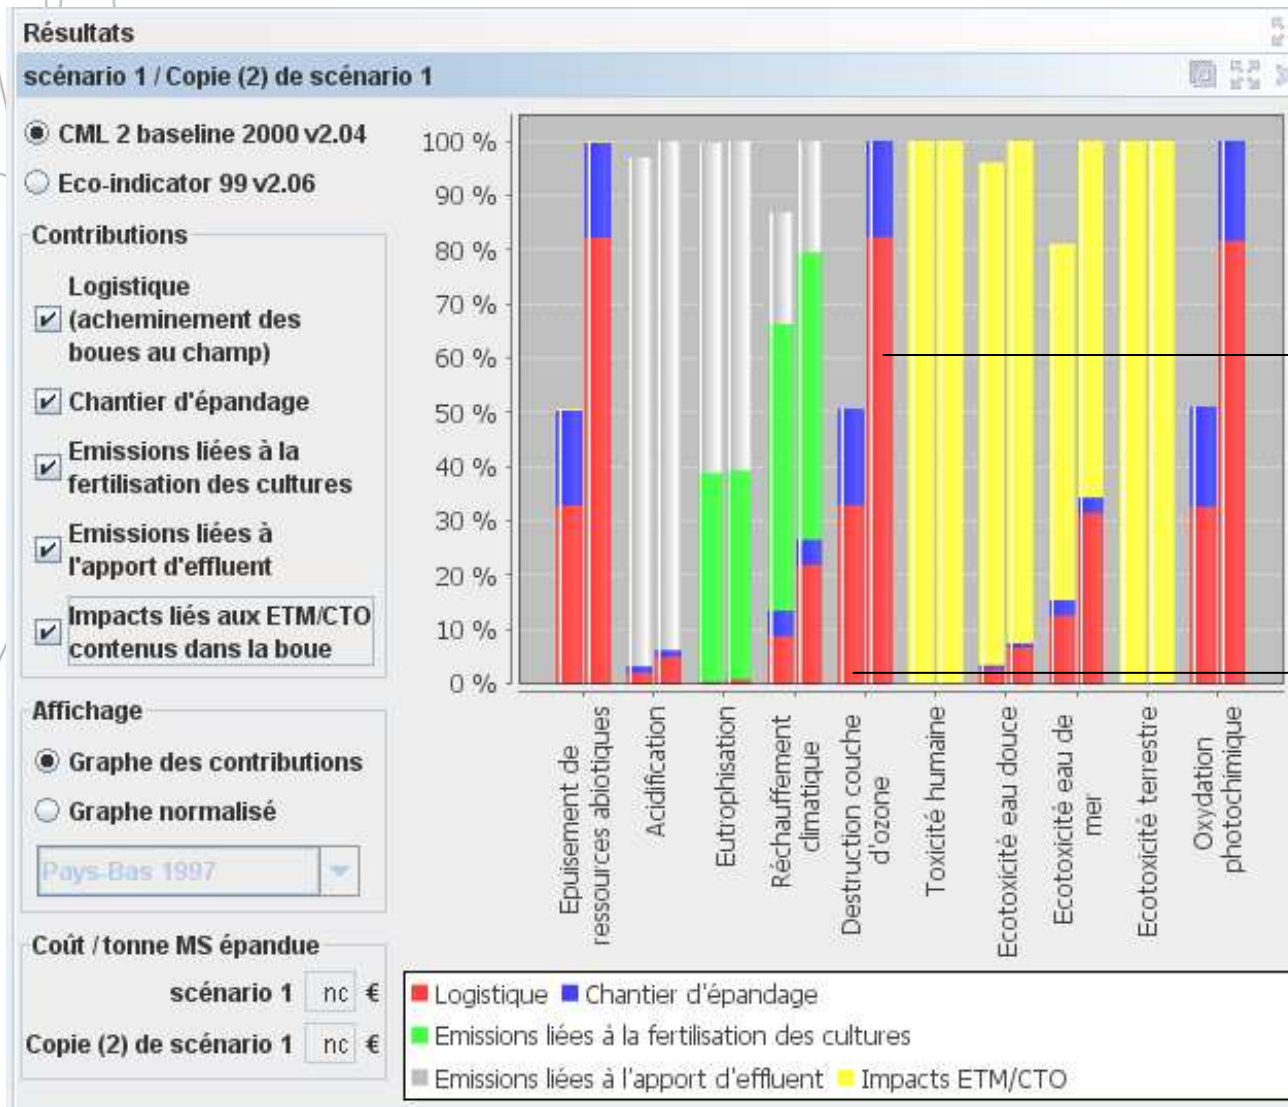 Résultats
scénario 1 / Copie (2) de scénario 1
CML 2 baseline 2000 v2.04
Eco-indicator 99 v2.06
Contributions
Logistique
(acheminement des
boues au champ)
Chantier d'épandage
Emissions liées à la
fertilisation des cultures
Emissions liées à
l'apport d'effluent
Impacts liés aux ETM/CTO
contenus dans la boue
Affichage
Graphe des contributions
Graphe normalisé
Pays-Bas 1997
Coût / tonne MS épandue
scénario 1 nc €
Copie (2) de scénario 1 nc €
100 %
90 %
80 %
70 %
60 %
50 %
40 %
30 %
20 %
10 %
0 %
Epuisement de
ressources abiotiques
Acidification
Eutrophisation
Réchauffement
climatique
Destruction couche
d'ozone
Toxicité humaine
Ecotoxicité eau douce
Ecotoxicité eau de
mer
Ecotoxicité terrestre
Oxydation
photochimique
Logistique Chantier d'épandage
Emissions liées à la fertilisation des cultures
Emissions liées à l'apport d'effluent Impacts ETM/CTO